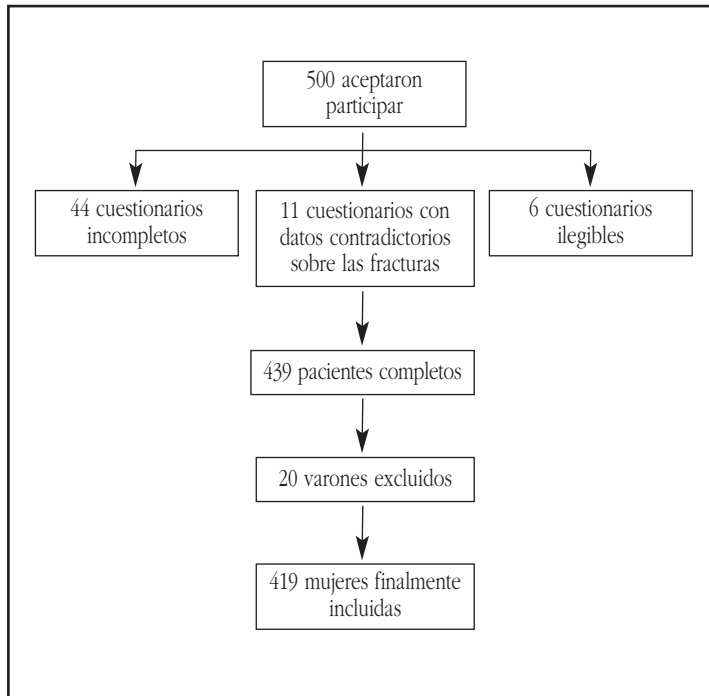 500 aceptaron
participar
44 cuestionarios
incompletos
11 cuestionarios con
datos contradictorios
sobre las fracturas
6 cuestionarios
ilegibles
439 pacientes completos
20 varones excluidos
419 mujeres finalmente
incluidas